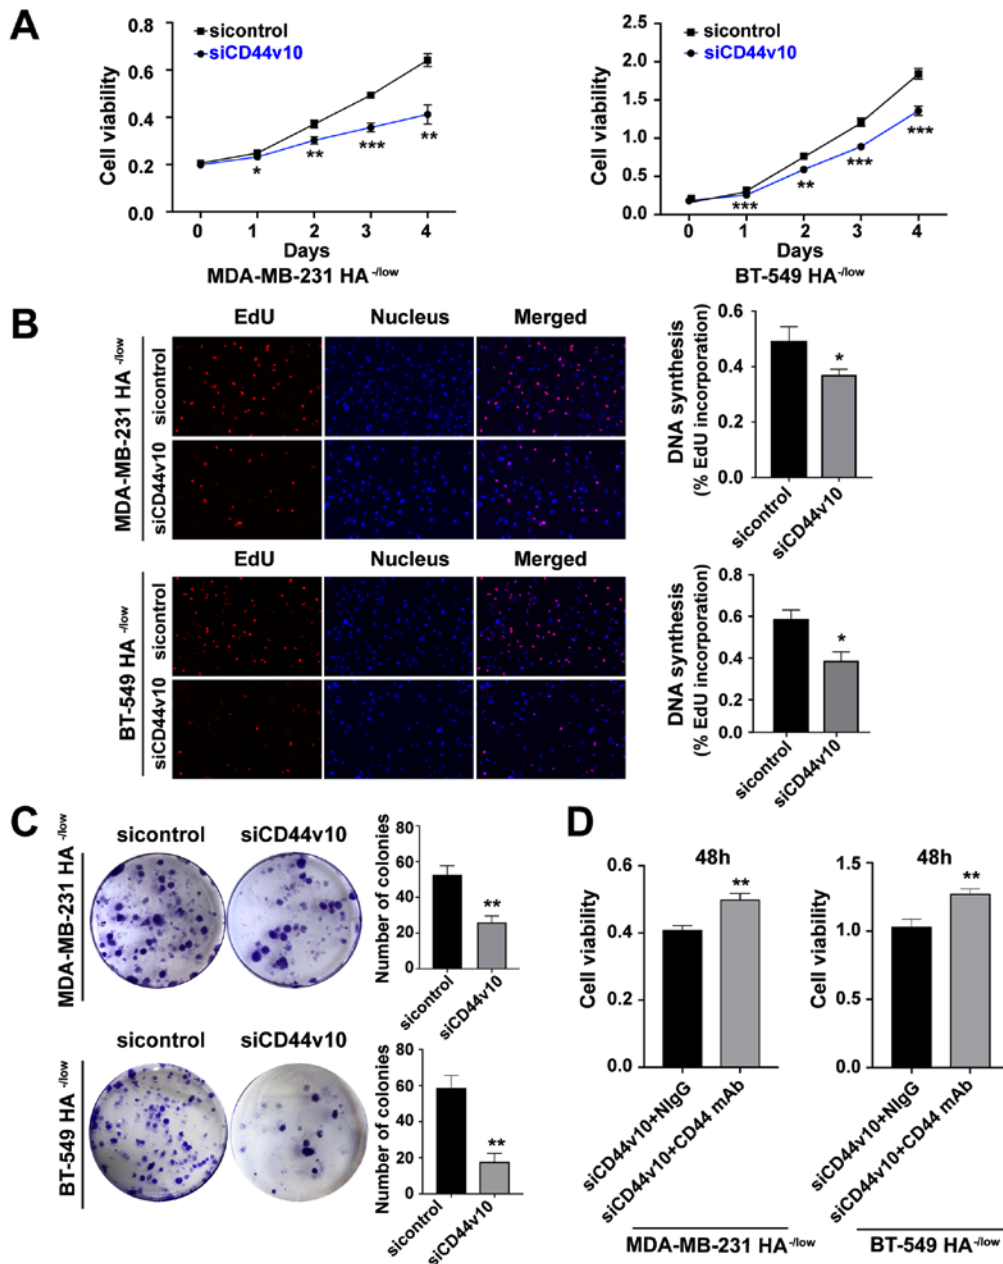 A
sicontrol
siCD44v10
Cell viability
0.8
0.6
0.4
0.2
0.0
*
**
***
**
0 1 2 3 4
Days
MDA-MB-231 HA-/low
sicontrol
siCD44v10
Cell viability
2.5
2.0
1.5
1.0
0.5
0.0
***
**
***
***
0 1 2 3 4
Days
BT-549 HA-/low
B
EdU Nucleus Merged
MDA-MB-231 HA-/low
sicontrol
siCD44v10
DNA synthesis
(% EdU incorporation)
0.6
0.4
0.2
0.0
*
sicontrol
siCD44v10
EdU Nucleus Merged
BT-549 HA-/low
sicontrol
siCD44v10
DNA synthesis
(% EdU incorporation)
0.8
0.6
0.4
0.2
0.0
*
sicontrol
siCD44v10
C
sicontrol siCD44v10
MDA-MB-231 HA-/low
Number of colonies
80
60
40
20
0
**
sicontrol
siCD44v10
sicontrol siCD44v10
BT-549 HA-/low
Number of colonies
80
60
40
20
0
**
sicontrol
siCD44v10
D
48h
Cell viability
0.6
0.4
0.2
0.0
**
siCD44v10+NIgG
siCD44v10+CD44 mAb
MDA-MB-231 HA-/low
48h
Cell viability
1.5
1.0
0.5
0.0
**
siCD44v10+NIgG
siCD44v10+CD44 mAb
BT-549 HA-/low